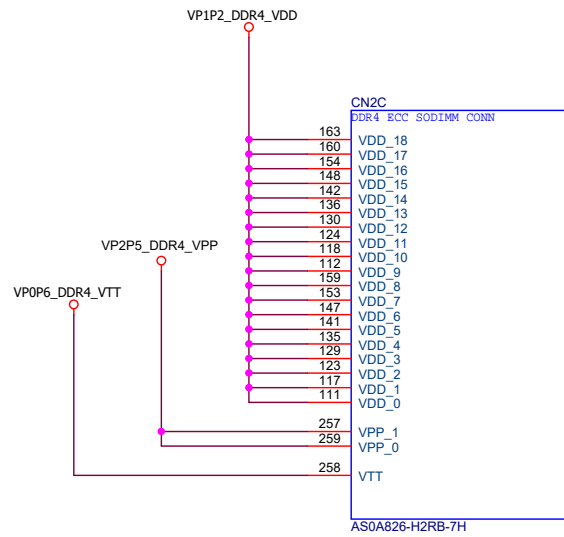 VP1P2_DDR4_VDD
CN2C
DDR4 ECC SODIMM CONN
163 VDD_18
160 VDD_17
154 VDD_16
148 VDD_15
142 VDD_14
136 VDD_13
130 VDD_12
124 VDD_11
118 VDD_10
112 VDD_9
159 VDD_8
153 VDD_7
147 VDD_6
141 VDD_5
135 VDD_4
129 VDD_3
123 VDD_2
117 VDD_1
111 VDD_0
VP2P5_DDR4_VPP
257 VPP_1
259 VPP_0
VP0P6_DDR4_VTT
258 VTT
AS0A826-H2RB-7H